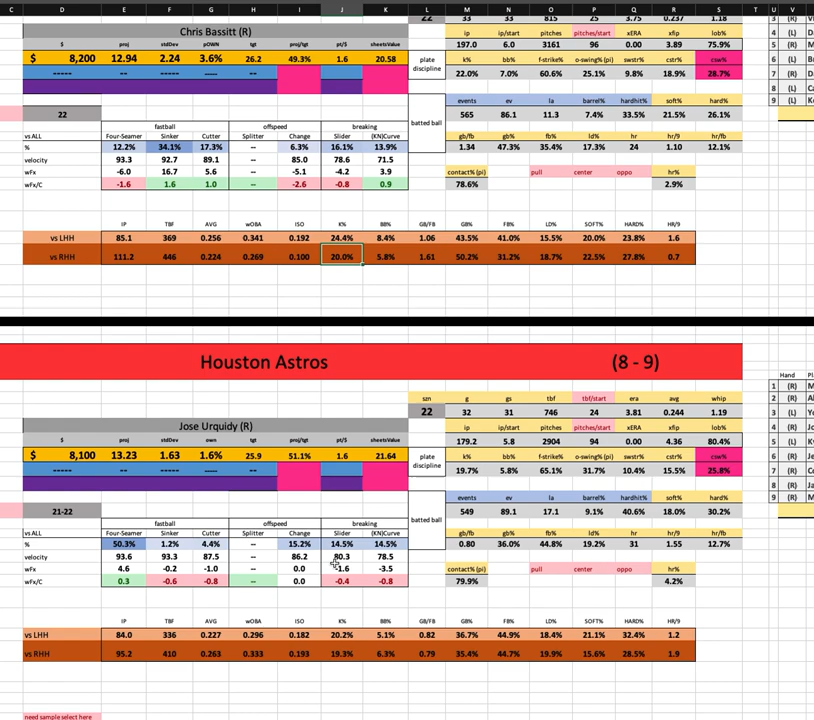 C D E F G H I J K L M N O P Q R S T U V
22 33 33 815 25 3.75 0.237 1.18 3 (R)
Chris Bassitt (R) ip ip/start pitches pitches/start xERA xfip lob% 4 (R)
$ proj stdDev pOWN tgt proj/tgt pt/$ sheetsValue 197.0 6.0 3161 96 0.00 3.89 75.9% 5 (L)
$ 8,200 12.94 2.24 3.6% 26.2 49.3% 1.6 20.58 plate discipline k% bb% f-strike% o-swing% (pi) swstr% cstr% csw% 6 (L)
----- -- ----- ---- -- 22.0% 7.0% 60.6% 25.1% 9.8% 18.9% 28.7% 7 (R)
8 (L)
events ev la barrel% hardhit% soft% hard% 9 (L)
22 batted ball 565 86.1 11.3 7.4% 33.5% 21.5% 26.1%
fastball offspeed breaking gb/fb gb% fb% ld% hr hr/9 hr/fb
vs ALL Four-Seamer Sinker Cutter Splitter Change Slider (KN)Curve 1.34 47.3% 35.4% 17.3% 24 1.10 12.1%
% 12.2% 34.1% 17.3% -- 6.3% 16.1% 13.9%
velocity 93.3 92.7 89.1 -- 85.0 78.6 71.5
wFx -6.0 16.7 5.6 -- -5.1 -4.2 3.9 contact% (pi) pull center oppo hr%
wFx/C -1.6 1.6 1.0 -- -2.6 -0.8 0.9 78.6% 2.9%
IP TBF AVG wOBA ISO K% BB% GB/FB GB% FB% LD% SOFT% HARD% HR/9
vs LHH 85.1 369 0.256 0.341 0.192 24.4% 8.4% 1.06 43.5% 41.0% 15.5% 20.0% 23.8% 1.6
vs RHH 111.2 446 0.224 0.269 0.100 20.0% 5.8% 1.61 50.2% 31.2% 18.7% 22.5% 27.8% 0.7
Houston Astros (8 - 9)
Hand
szn g gs tbf tbf/start era avg whip 1 (R)
22 32 31 746 24 3.81 0.244 1.19 2 (R)
3 (L)
Jose Urquidy (R) ip ip/start pitches pitches/start xERA xfip lob% 4 (R)
$ proj stdDev own tgt proj/tgt pt/$ sheetsValue 179.2 5.8 2904 94 0.00 4.36 80.4% 5 (L)
$ 8,100 13.23 1.63 1.6% 25.9 51.1% 1.6 21.64 plate discipline k% bb% f-strike% o-swing% (pi) swstr% cstr% csw% 6 (R)
----- -- ----- ---- -- 19.7% 5.8% 65.1% 31.7% 10.4% 15.5% 25.8% 7 (R)
8 (R)
events ev la barrel% hardhit% soft% hard% 9 (L)
21-22 batted ball 549 89.1 17.1 9.1% 40.6% 18.0% 30.2%
fastball offspeed breaking
vs ALL Four-Seamer Sinker Cutter Splitter Change Slider (KN)Curve gb/fb gb% fb% ld% hr hr/9 hr/fb
% 50.3% 1.2% 4.4% -- 15.2% 14.5% 14.5% 0.80 36.0% 44.8% 19.2% 31 1.55 12.7%
velocity 93.6 93.3 87.5 -- 86.2 80.3 78.5
wFx 4.6 -0.2 -1.0 -- 0.0 -1.6 -3.5 contact% (pi) pull center oppo hr%
wFx/C 0.3 -0.6 -0.8 -- 0.0 -0.4 -0.8 79.9% 4.2%
IP TBF AVG wOBA ISO K% BB% GB/FB GB% FB% LD% SOFT% HARD% HR/9
vs LHH 84.0 336 0.227 0.296 0.182 20.2% 5.1% 0.82 36.7% 44.9% 18.4% 21.1% 32.4% 1.2
vs RHH 95.2 410 0.263 0.333 0.193 19.3% 6.3% 0.79 35.4% 44.7% 19.9% 15.6% 28.5% 1.9
need sample select here